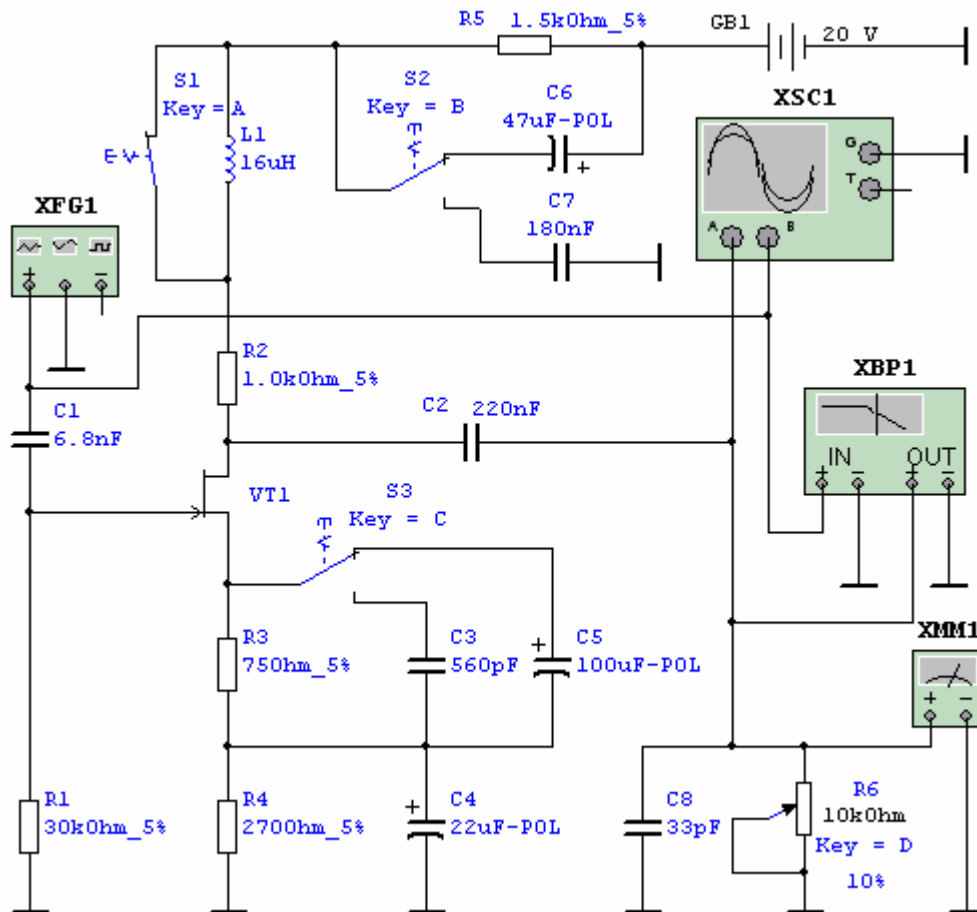 R5 1.5kOhm_5%
GB1
20 V
S1
Key = A
S2
Key = B
C6
47uF-POL
+
XSC1
G
T
A
B
L1
16uH
C7
180nF
XFG1
+
−
R2
1.0kOhm_5%
XBP1
C1
6.8nF
C2
220nF
IN
OUT
+
−
+
−
VT1
S3
Key = C
XMM1
+
−
R3
750Ohm_5%
C3
560pF
+
C5
100uF-POL
R1
30kOhm_5%
R4
2700hm_5%
+
C4
22uF-POL
C8
33pF
R6
10kOhm
Key = D
10%